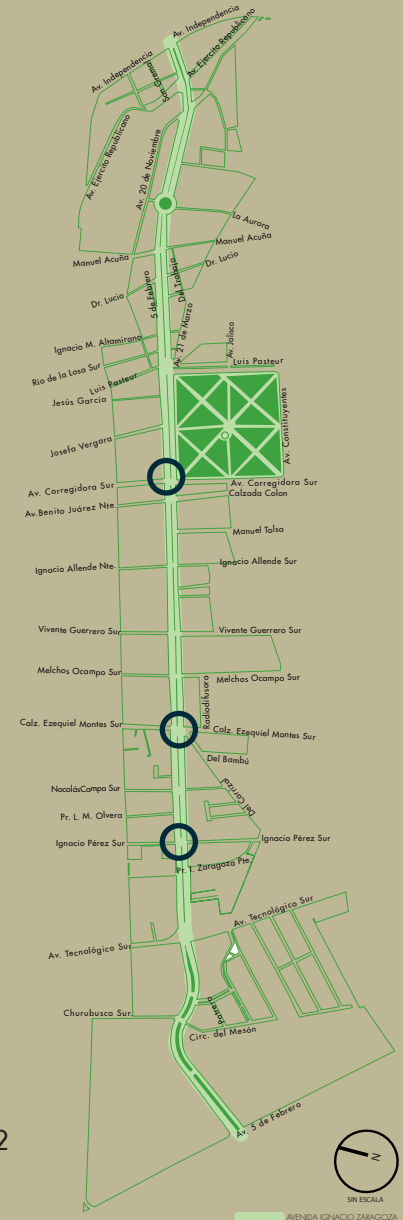 Av. Independencia
Av. Ejercito Republicano
Av. Independencia
San Gremal
Av. Ejercito Republicano
Av. 20 de Noviembre
La Aurora
Manuel Acuña
Manuel Acuña
Dr. Lucio
Del Trabajo
5 de Febrero
Dr. Lucio
Av. 21 de Marzo
Av. Jalisco
Ignacio M. Altamirano
Río de la Losa Sur
Luis Pasteur
Luis Pasteur
Jesús García
Av. Constituyentes
Josefa Vergara
Av. Corregidora Sur
Av. Corregidora Sur
Calzada Colon
Av.Benito Juárez Nte.
Manuel Tolsa
Ignacio Allende Nte.
Ignacio Allende Sur
Vivente Guerrero Sur
Vivente Guerrero Sur
Melchos Ocampo Sur
Melchos Ocampo Sur
Radiodifusora
Calz. Ezequiel Montes Sur
Calz. Ezequiel Montes Sur
Del Bambú
NocolásCampa Sur
Del Carrizal
Pr. L. M. Olvera
Ignacio Pérez Sur
Ignacio Pérez Sur
Pr. I. Zaragoza Pte.
Av. Tecnológico Sur
Av. Tecnológico Sur
Potrero
Churubusco Sur.
Circ. del Mesón
Av. 5 de Febrero
2
N
SIN ESCALA
AVENIDA IGNACIO ZARAGOZA